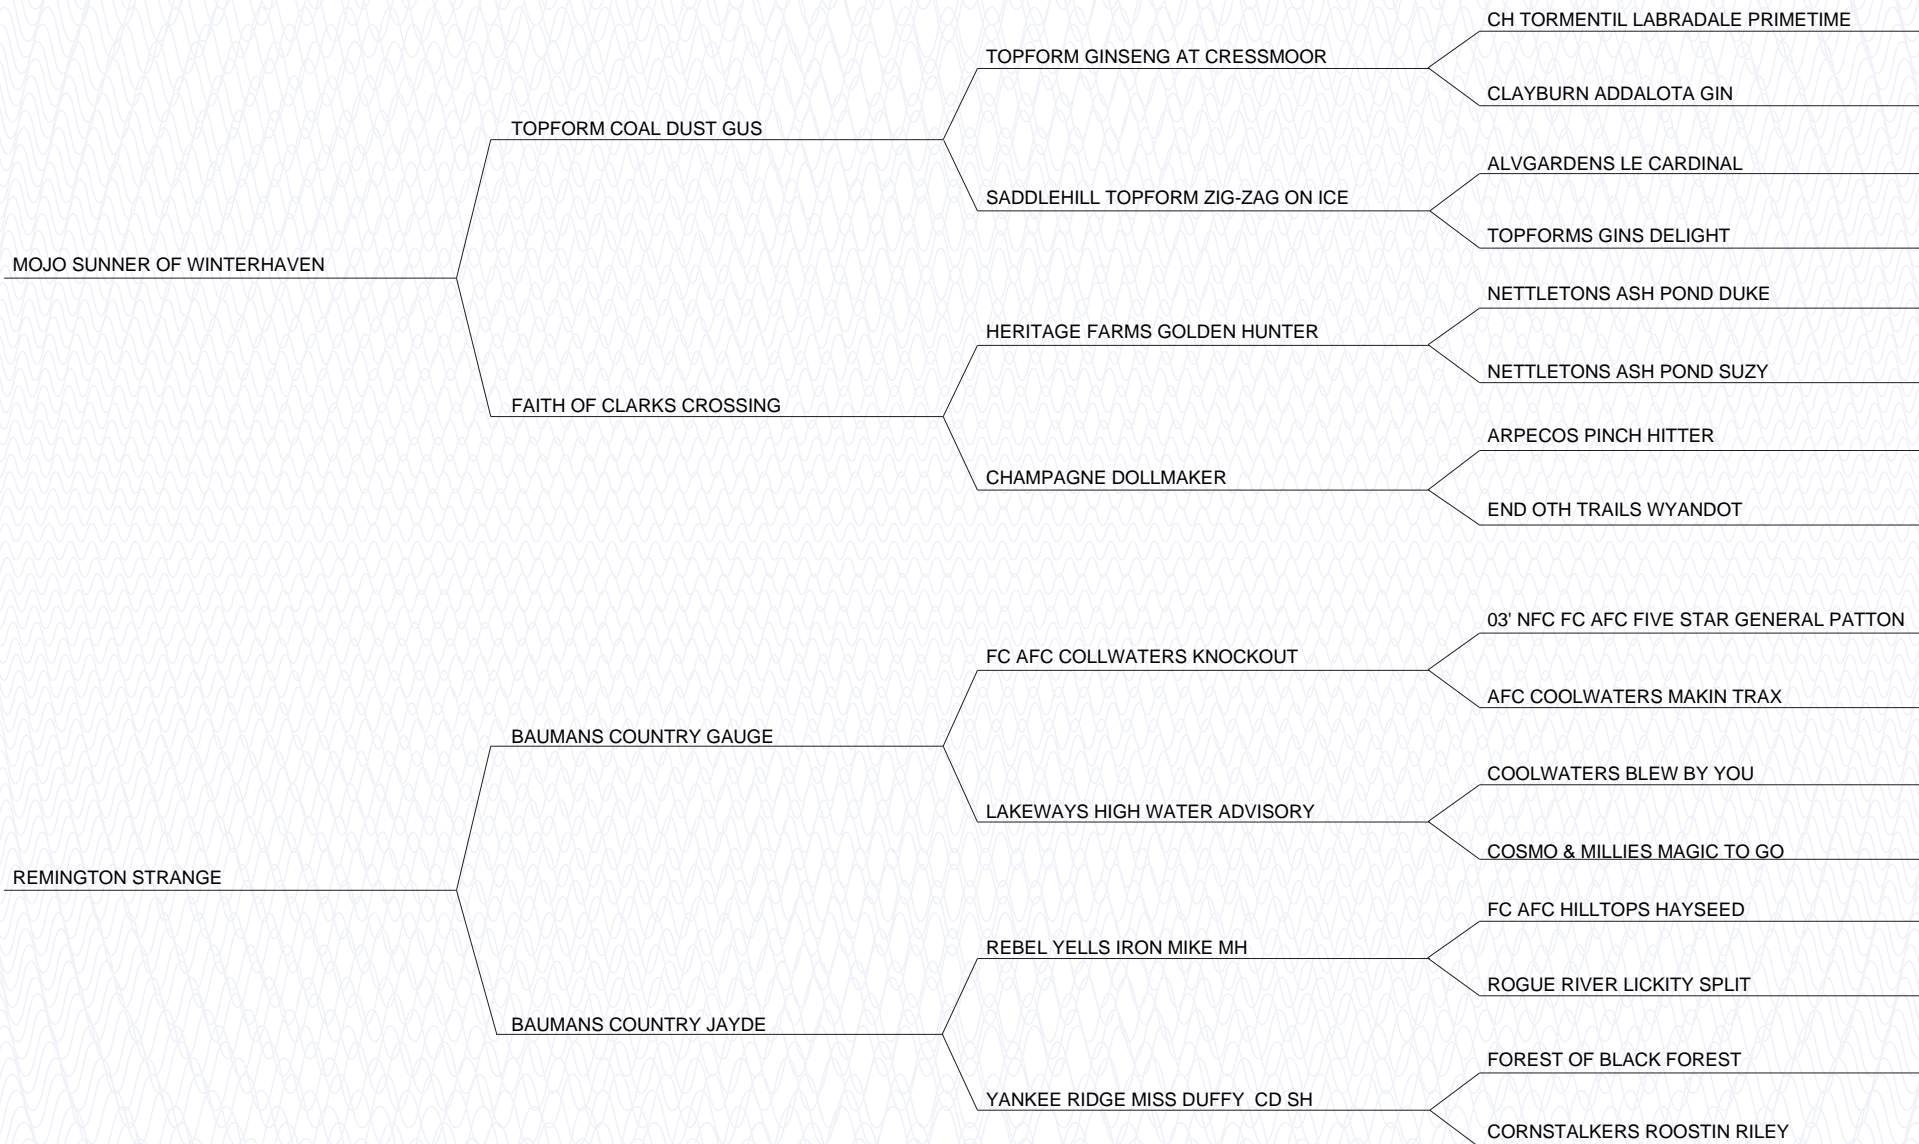 CH TORMENTIL LABRADALE PRIMETIME
TOPFORM GINSENG AT CRESSMOOR
CLAYBURN ADDALOTA GIN
TOPFORM COAL DUST GUS
ALVGARDENS LE CARDINAL
SADDLEHILL TOPFORM ZIG-ZAG ON ICE
TOPFORMS GINS DELIGHT
MOJO SUNNER OF WINTERHAVEN
NETTLETONS ASH POND DUKE
HERITAGE FARMS GOLDEN HUNTER
NETTLETONS ASH POND SUZY
FAITH OF CLARKS CROSSING
ARPECOS PINCH HITTER
CHAMPAGNE DOLLMAKER
END OTH TRAILS WYANDOT
03' NFC FC AFC FIVE STAR GENERAL PATTON
FC AFC COLLWATERS KNOCKOUT
AFC COOLWATERS MAKIN TRAX
BAUMANS COUNTRY GAUGE
COOLWATERS BLEW BY YOU
LAKEWAYS HIGH WATER ADVISORY
COSMO & MILLIES MAGIC TO GO
REMINGTON STRANGE
FC AFC HILLTOPS HAYSEED
REBEL YELLS IRON MIKE MH
ROGUE RIVER LICKITY SPLIT
BAUMANS COUNTRY JAYDE
FOREST OF BLACK FOREST
YANKEE RIDGE MISS DUFFY  CD SH
CORNSTALKERS ROOSTIN RILEY